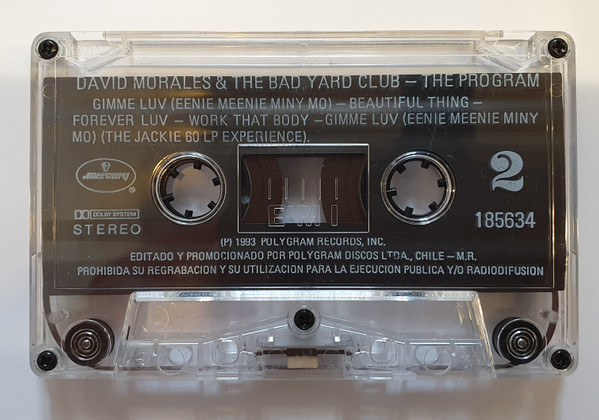 DAVID MORALES & THE BAD YARD CLUB – THE PROGRAM
GIMME LUV (EENIE MEENIE MINY MO) – BEAUTIFUL THING –
FOREVER LUV – WORK THAT BODY –GIMME LUV (EENIE MEENIE MINY
MO) (THE JACKIE 60 LP EXPERIENCE).
mercury ®
2
EMI
DOLBY SYSTEM
STEREO
185634
(P) 1993 POLYGRAM RECORDS, INC.
EDITADO Y PROMOCIONADO POR POLYGRAM DISCOS LTDA., CHILE – M.R.
PROHIBIDA SU REGRABACION Y SU UTILIZACION PARA LA EJECUCION PUBLICA Y/O RADIODIFUSION